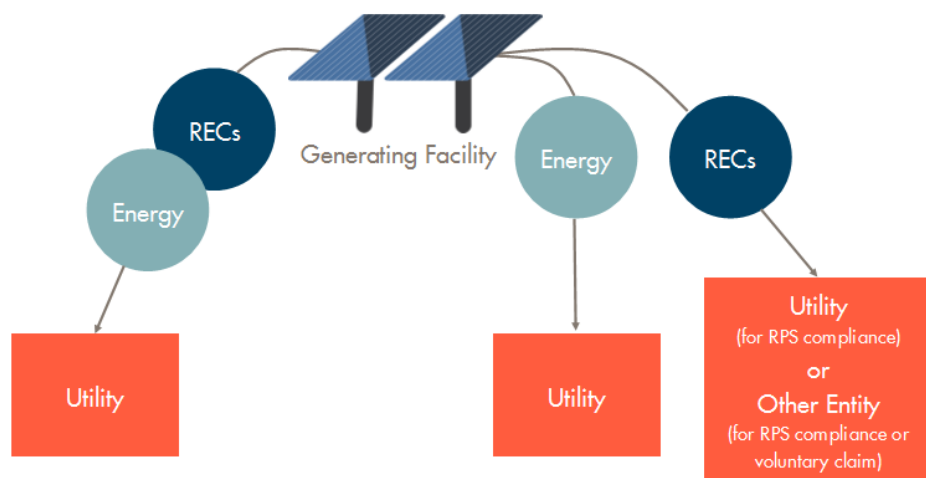 RECs
Energy
Utility
Generating Facility
Energy
Utility
RECs
Utility
(for RPS compliance)
or
Other Entity
(for RPS compliance or
voluntary claim)